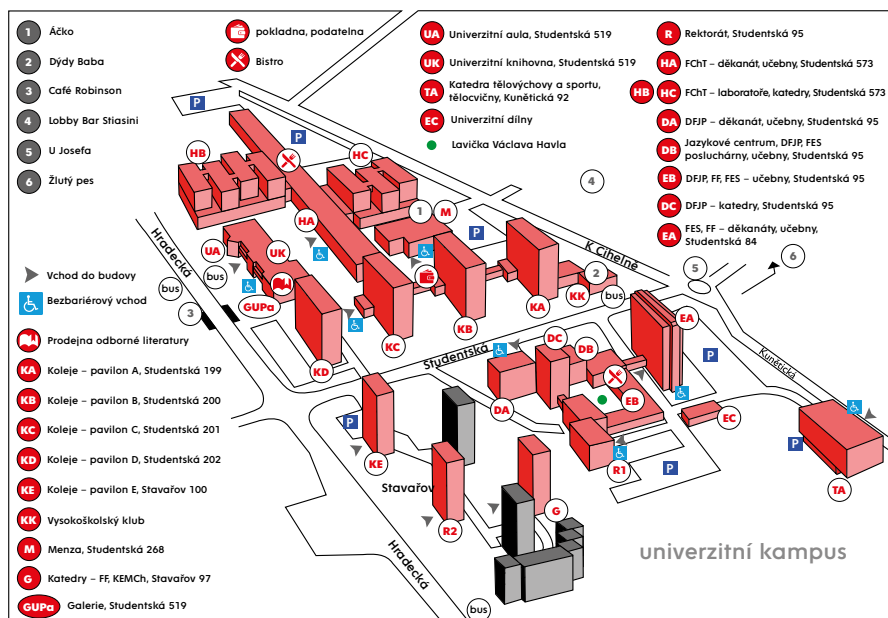 1 Áčko
2 Dýdy Baba
3 Café Robinson
4 Lobby Bar Stiasini
5 U Josefa
6 Žlutý pes
pokladna, podatelna
Bistro
UA Univerzitní aula, Studentská 519
UK Univerzitní knihovna, Studentská 519
TA Katedra tělovýchovy a sportu,
tělocvičny, Kunětická 92
EC Univerzitní dílny
Lavička Václava Havla
R Rektorát, Studentská 95
HA FChT – děkanát, učebny, Studentská 573
HB HC FChT – laboratoře, katedry, Studentská 573
DA DFJP – děkanát, učebny, Studentská 95
DB Jazykové centrum, DFJP, FES
posluchárny, učebny, Studentská 95
EB DFJP, FF, FES – učebny, Studentská 95
DC DFJP – katedry, Studentská 95
EA FES, FF – děkanáty, učebny,
Studentská 84
Vchod do budovy
Bezbariérový vchod
Prodejna odborné literatury
KA Koleje – pavilon A, Studentská 199
KB Koleje – pavilon B, Studentská 200
KC Koleje – pavilon C, Studentská 201
KD Koleje – pavilon D, Studentská 202
KE Koleje – pavilon E, Stavařov 100
KK Vysokoškolský klub
M Menza, Studentská 268
G Katedry – FF, KEMCh, Stavařov 97
GUPa Galerie, Studentská 519
P
P
HB
HC
4
1
M
HA
P
Hradecká
UA
UK
K Cihelně
6
5
bus
bus
2
KK
bus
3
GUPa
KA
KB
KC
KD
EA
Studentská
DC
DB
P
Kunětická
DA
EB
EC
P
KE
P
P
R1
TA
Stavařov
R2
G
Hradecká
bus
univerzitní kampus